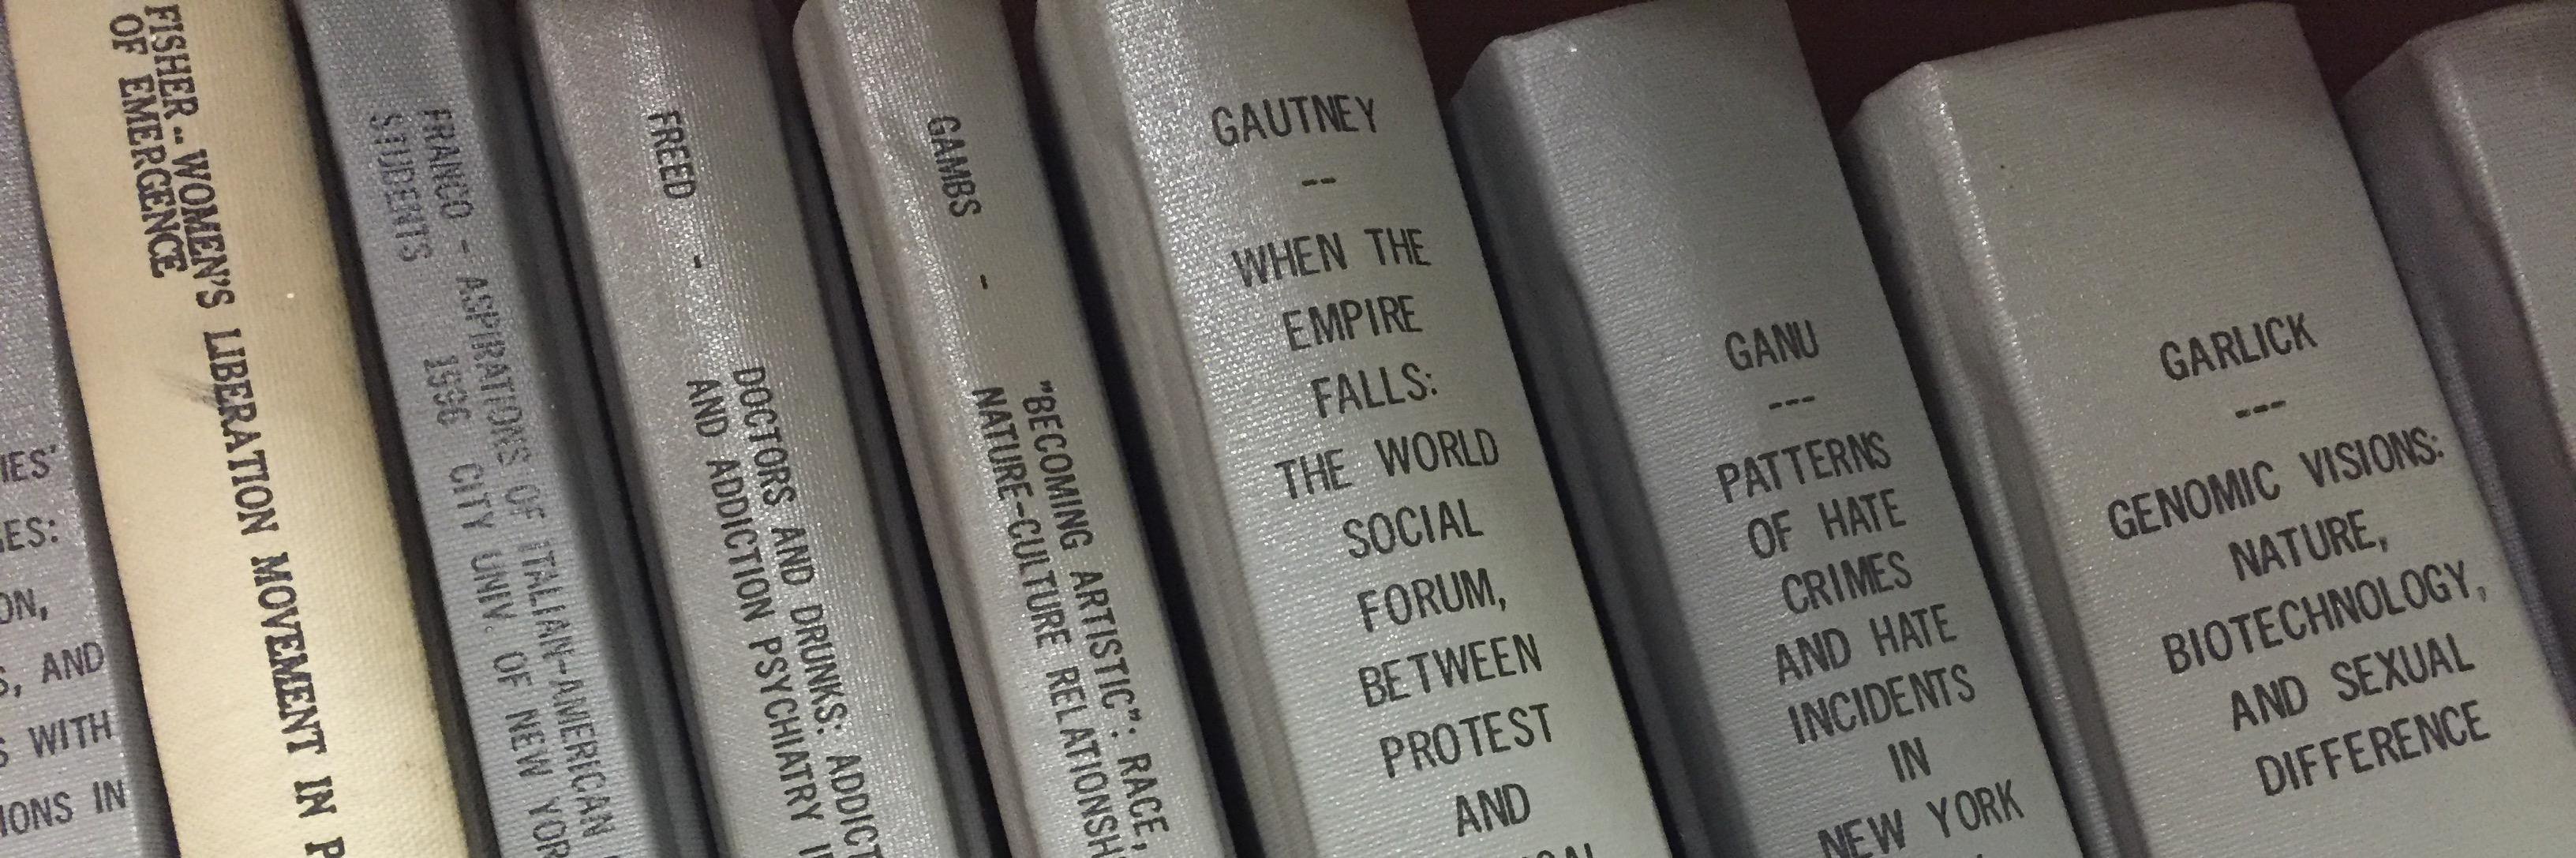 IES'
ES:
ON,
S, AND
S WITH
IONS IN
FISHER -- WOMEN'S LIBERATION MOVEMENT IN P
OF EMERGENCE
FRANCO - ASPIRATIONS OF ITALIAN-AMERICAN
STUDENTS 1996 CITY UNIV. OF NEW YOR
FREED - DOCTORS AND DRUNKS: ADDICT
AND ADDICTION PSYCHIATRY I
GAMBS - "BECOMING ARTISTIC": RACE,
NATURE-CULTURE RELATIONSH
GAUTNEY
--
WHEN THE
EMPIRE
FALLS:
THE WORLD
SOCIAL
FORUM,
BETWEEN
PROTEST
AND
GANU
---
PATTERNS
OF HATE
CRIMES
AND HATE
INCIDENTS
IN
NEW YORK
GARLICK
---
GENOMIC VISIONS:
NATURE,
BIOTECHNOLOGY,
AND SEXUAL
DIFFERENCE